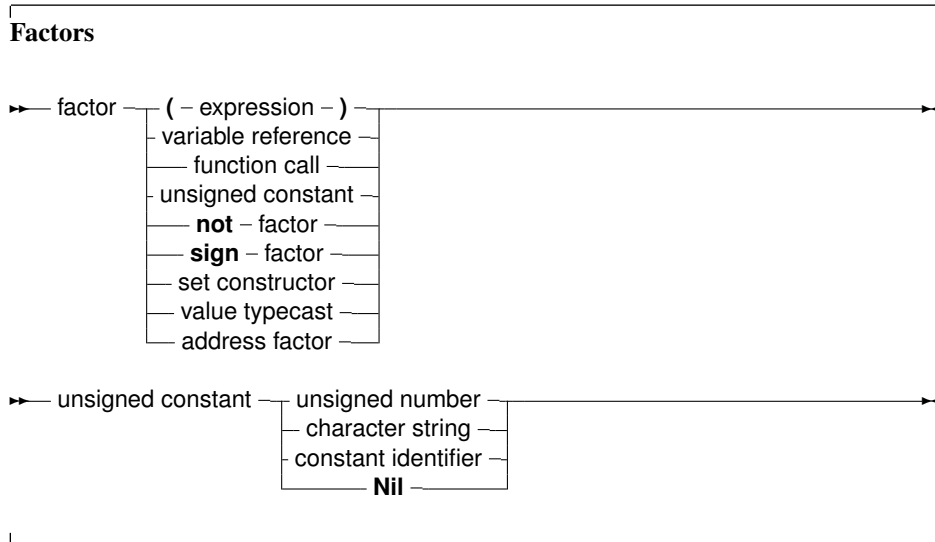 Factors
factor ( expression )
variable reference
function call
unsigned constant
not factor
sign factor
set constructor
value typecast
address factor
unsigned constant unsigned number
character string
constant identifier
Nil